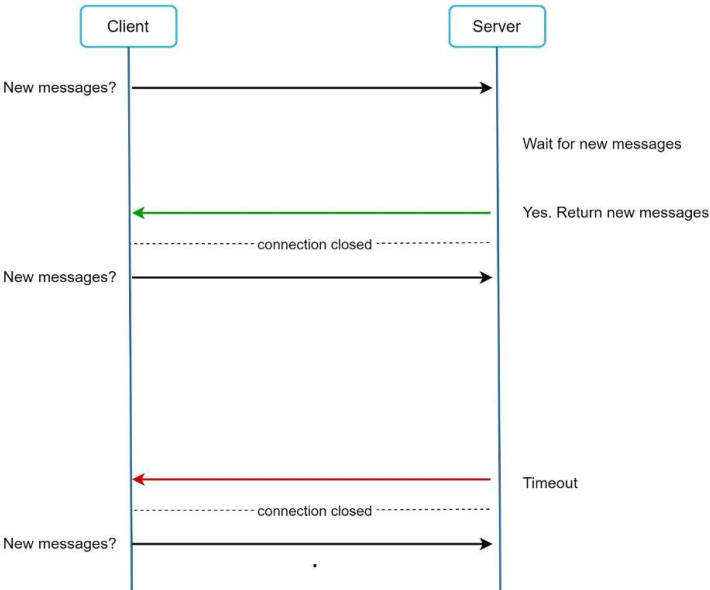 Client
Server
New messages?
Wait for new messages
Yes. Return new messages
connection closed
New messages?
Timeout
connection closed
New messages?